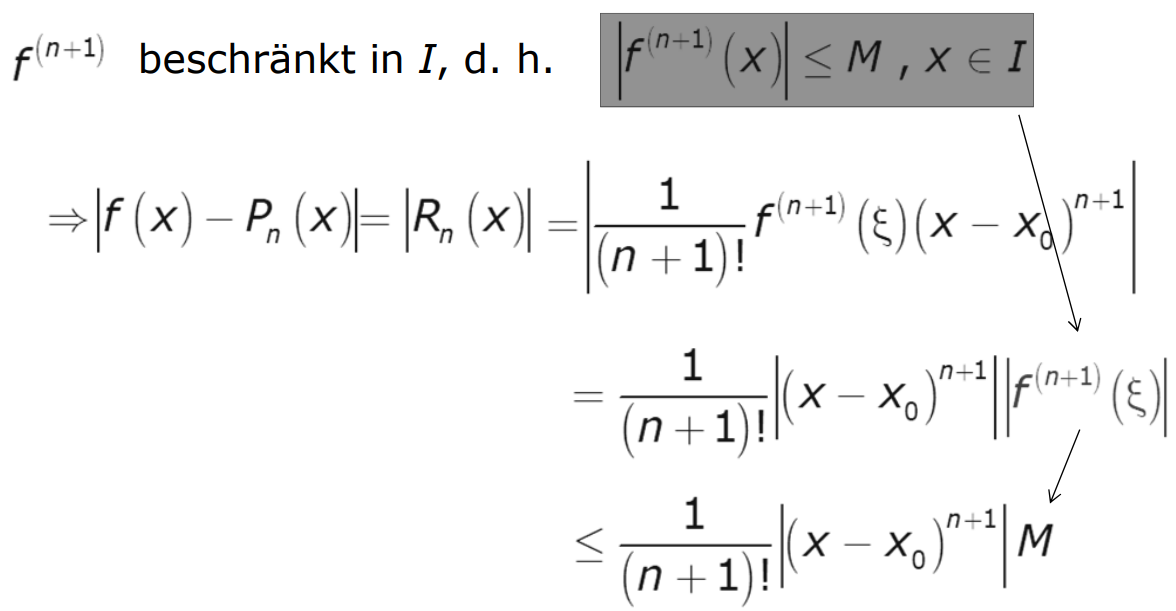 f^(n+1) beschränkt in I, d. h. |f^(n+1)(x)| ≤ M , x ∈ I
⇒|f(x) − P_n(x)|= |R_n(x)| = |1/(n + 1)! f^(n+1)(ξ)(x − x_0)^n+1|
= 1/(n + 1)! |(x − x_0)^n+1||f^(n+1)(ξ)|
≤ 1/(n + 1)! |(x − x_0)^n+1| M